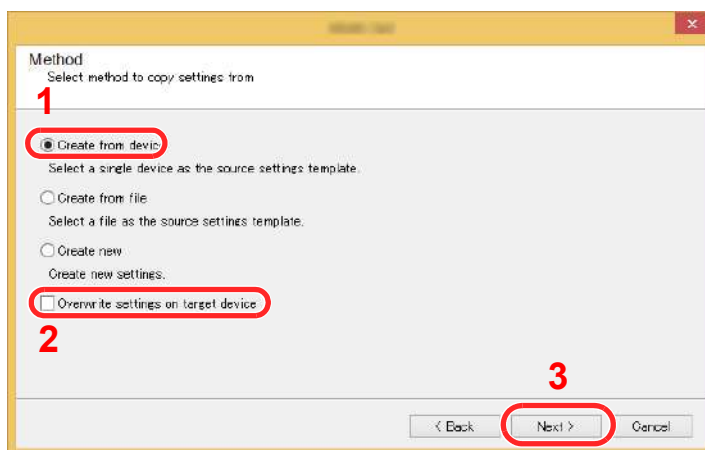 Method
Select method to copy settings from
1
Create from device
Select a single device as the source settings template.
Create from file
Select a file as the source settings template.
Create new
Create new settings.
Overwrite settings on target device
2
3
< Back Next > Cancel